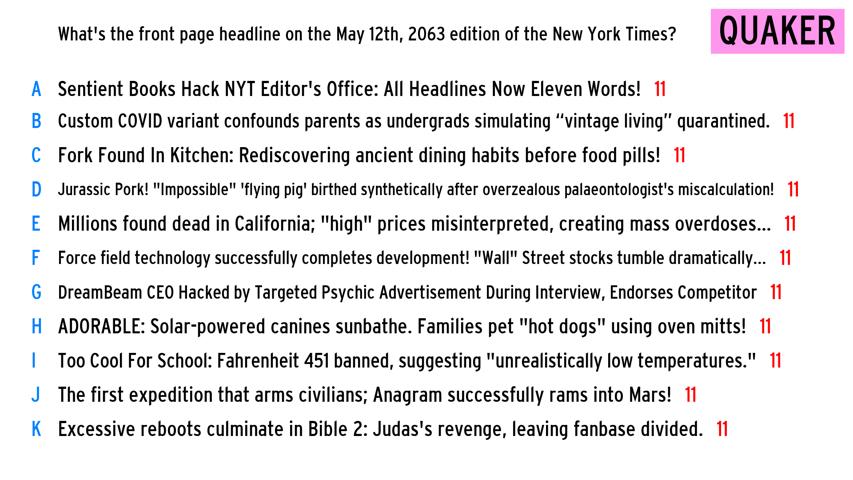 What's the front page headline on the May 12th, 2063 edition of the New York Times?
QUAKER
A Sentient Books Hack NYT Editor's Office: All Headlines Now Eleven Words! 11
B Custom COVID variant confounds parents as undergrads simulating “vintage living” quarantined. 11
C Fork Found In Kitchen: Rediscovering ancient dining habits before food pills! 11
D Jurassic Pork! "Impossible" 'flying pig' birthed synthetically after overzealous palaeontologist's miscalculation! 11
E Millions found dead in California; "high" prices misinterpreted, creating mass overdoses... 11
F Force field technology successfully completes development! "Wall" Street stocks tumble dramatically... 11
G DreamBeam CEO Hacked by Targeted Psychic Advertisement During Interview, Endorses Competitor 11
H ADORABLE: Solar-powered canines sunbathe. Families pet "hot dogs" using oven mitts! 11
I Too Cool For School: Fahrenheit 451 banned, suggesting "unrealistically low temperatures." 11
J The first expedition that arms civilians; Anagram successfully rams into Mars! 11
K Excessive reboots culminate in Bible 2: Judas's revenge, leaving fanbase divided. 11